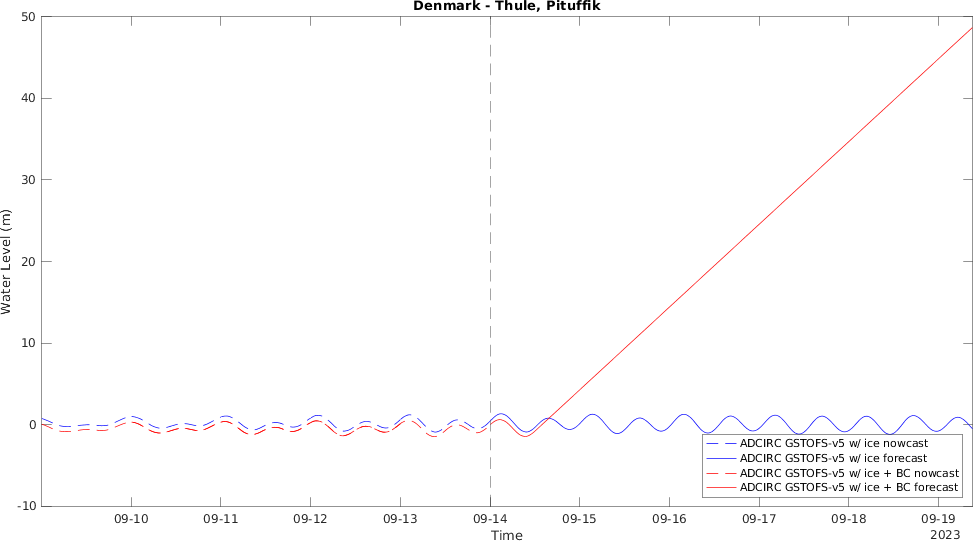 Denmark - Thule, Pituffik
50
40
30
20
10
0
-10
Water Level (m)
ADCIRC GSTOFS-v5 w/ ice nowcast
ADCIRC GSTOFS-v5 w/ ice forecast
ADCIRC GSTOFS-v5 w/ ice + BC nowcast
ADCIRC GSTOFS-v5 w/ ice + BC forecast
09-10 09-11 09-12 09-13 09-14 09-15 09-16 09-17 09-18 09-19
Time
2023